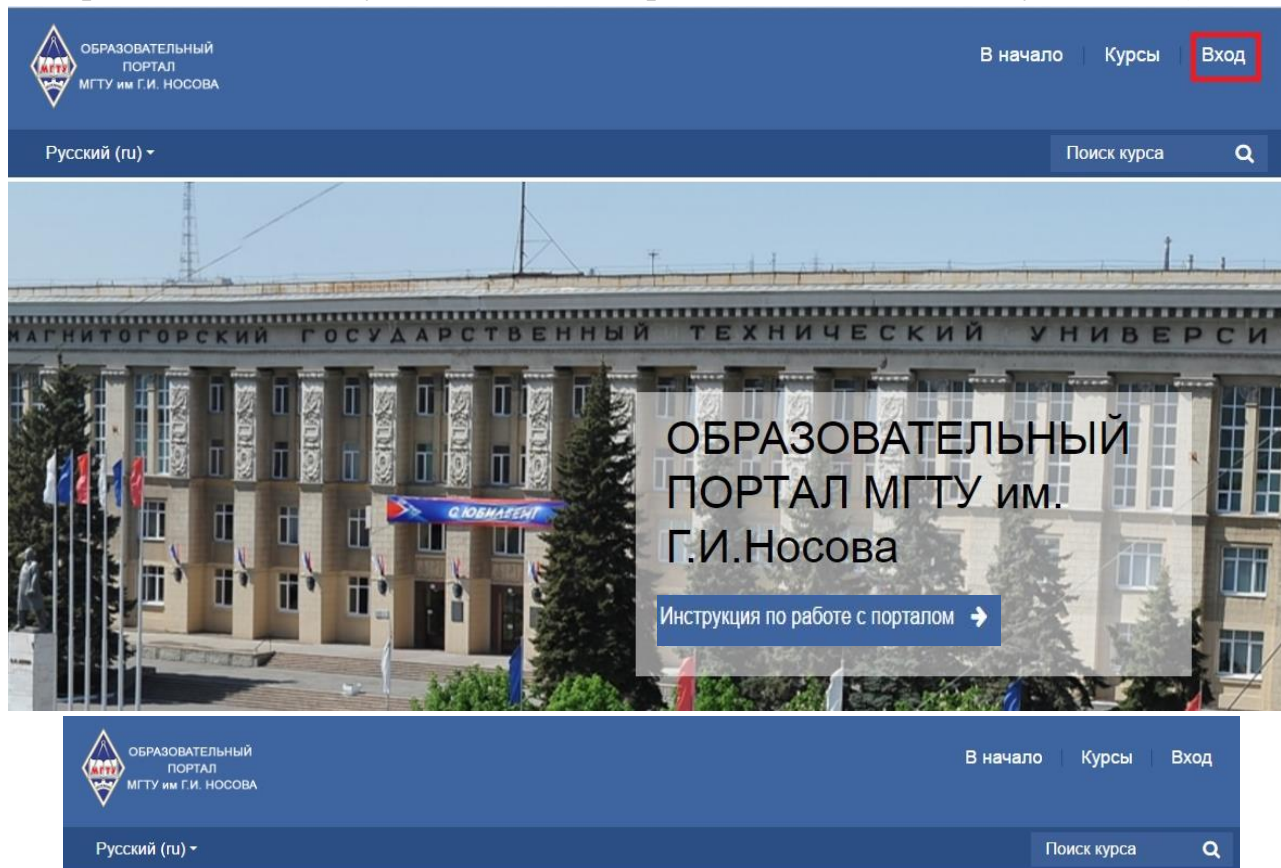 ОБРАЗОВАТЕЛЬНЫЙ
ПОРТАЛ
МГТУ им Г.И. НОСОВА
МГТУ
В начало Курсы Вход
Русский (ru)
Поиск курса
МАГНИТОГОРСКИЙ ГОСУДАРСТВЕННЫЙ ТЕХНИЧЕСКИЙ УНИВЕРСИ
С ЮБИЛЕЕМ!
ОБРАЗОВАТЕЛЬНЫЙ
ПОРТАЛ МГТУ им.
Г.И.Носова
Инструкция по работе с порталом
ОБРАЗОВАТЕЛЬНЫЙ
ПОРТАЛ
МГТУ им Г.И. НОСОВА
МГТУ
В начало Курсы Вход
Русский (ru)
Поиск курса